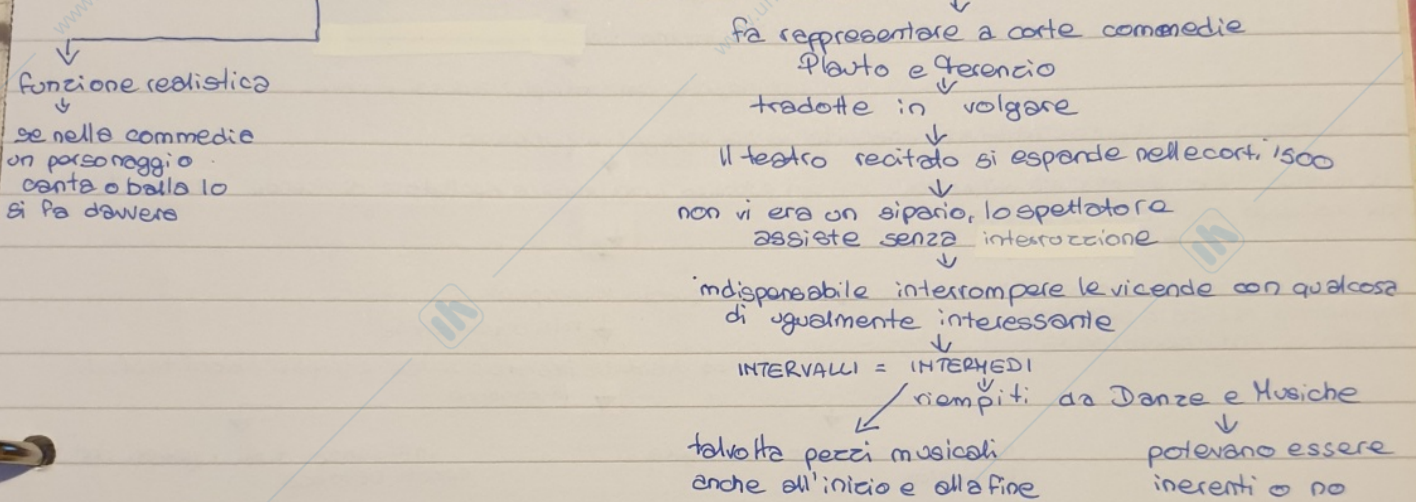 funzione realistica
se nella commedia
un personaggio
canta o balla lo
si fa davvero
fa rappresentare a corte commedie
Plauto e Terenzio
tradotte in volgare
Il teatro recitato si espande nelle corti '500
non vi era un sipario, lo spettatore
assiste senza interruzione
indispensabile interrompere le vicende con qualcosa
di ugualmente interessante
INTERVALLI = INTERMEDI
riempiti da Danze e Musiche
talvolta pezzi musicali
anche all'inizio e alla fine
potevano essere
inerenti o no